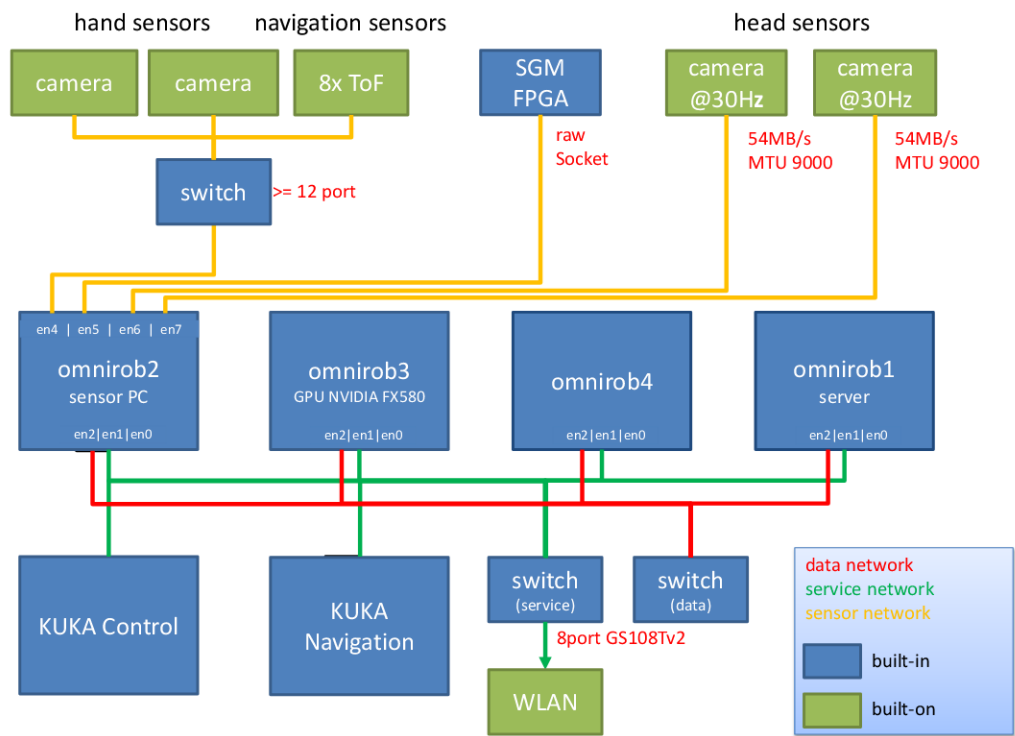 hand sensors
navigation sensors
head sensors
camera
camera
8x ToF
SGM
FPGA
camera
@30Hz
camera
@30Hz
raw
Socket
54MB/s
MTU 9000
54MB/s
MTU 9000
switch
>= 12 port
en4 | en5 | en6 | en7
omnirob2
sensor PC
en2|en1|en0
omnirob3
GPU NVIDIA FX580
en2|en1|en0
omnirob4
en2|en1|en0
omnirob1
server
en2|en1|en0
KUKA Control
KUKA
Navigation
switch
(service)
switch
(data)
8port GS108Tv2
WLAN
data network
service network
sensor network
built-in
built-on